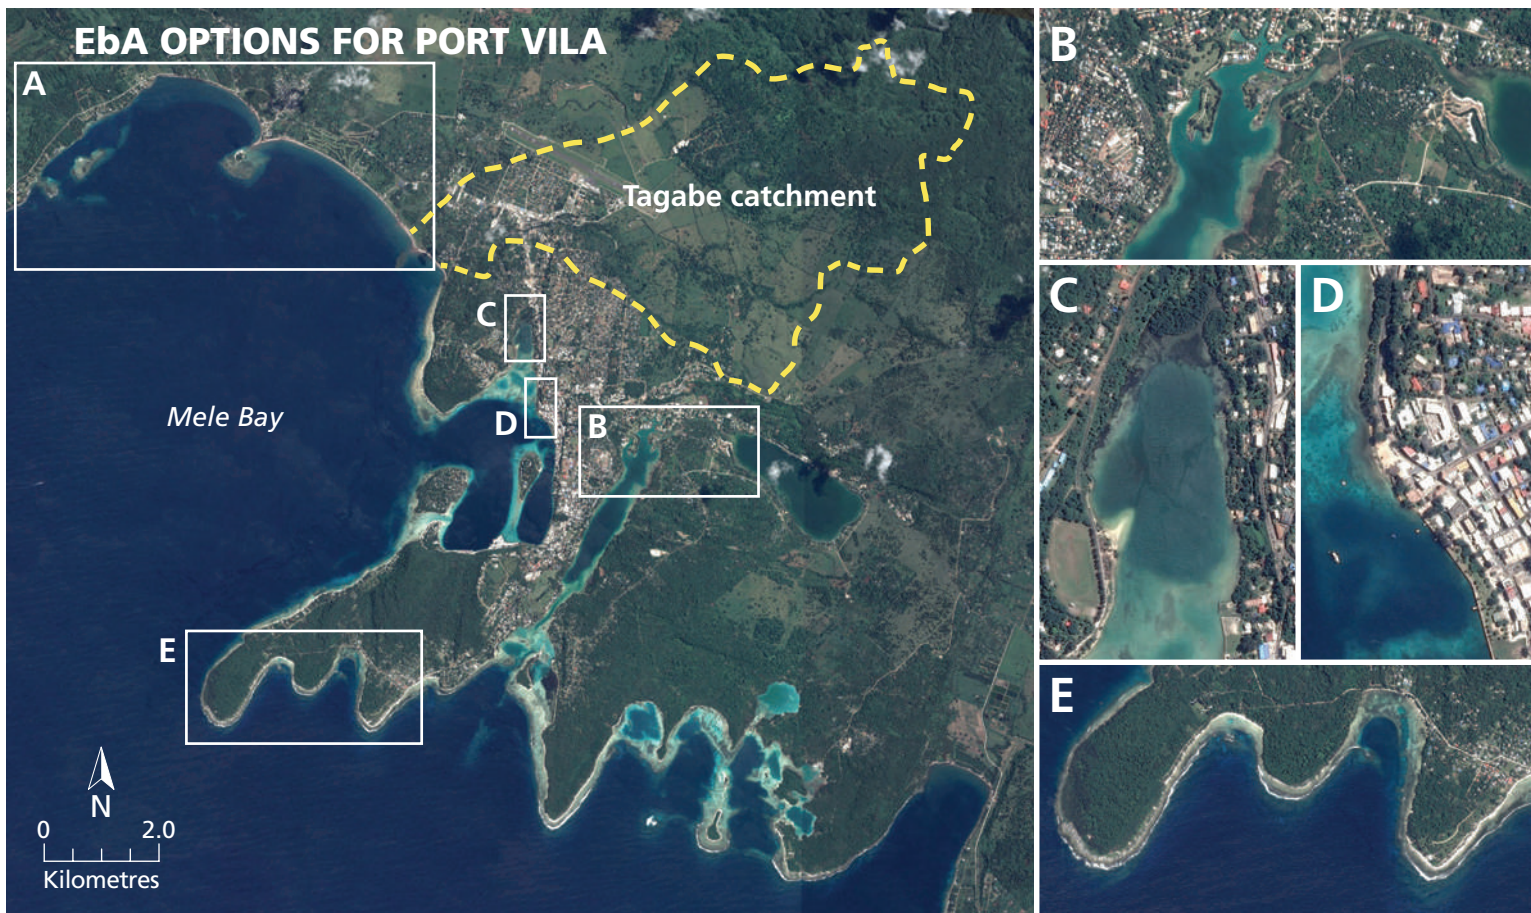 EbA OPTIONS FOR PORT VILA
A
Tagabe catchment
C
Mele Bay
D
B
E
N
0 2.0
Kilometres
B
C
D
E